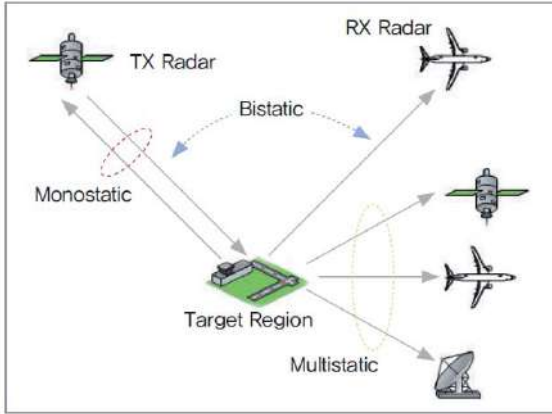 RX Radar
TX Radar
Bistatic
Monostatic
Target Region
Multistatic